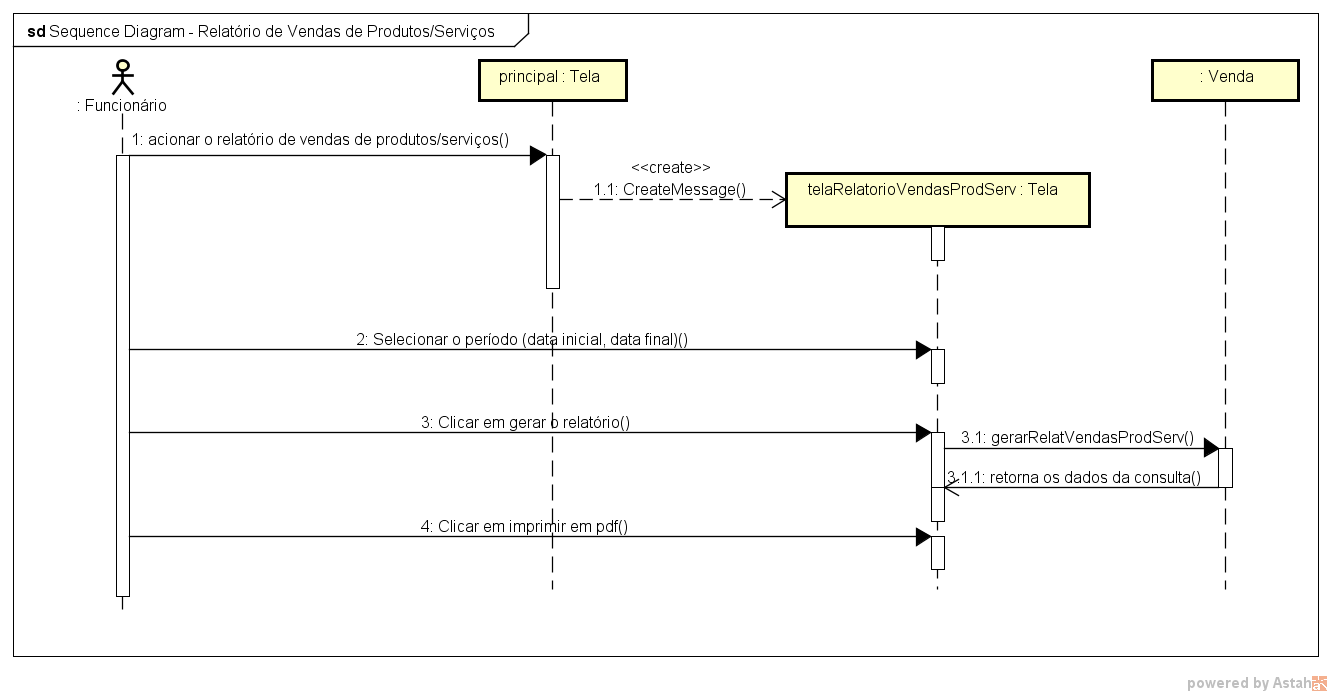 sd Sequence Diagram - Relatório de Vendas de Produtos/Serviços
: Funcionário
principal : Tela
: Venda
1: acionar o relatório de vendas de produtos/serviços()
<<create>>
1.1: CreateMessage()
telaRelatorioVendasProdServ : Tela
2: Selecionar o período (data inicial, data final)()
3: Clicar em gerar o relatório()
3.1: gerarRelatVendasProdServ()
3.1.1: retorna os dados da consulta()
4: Clicar em imprimir em pdf()
powered by Astah